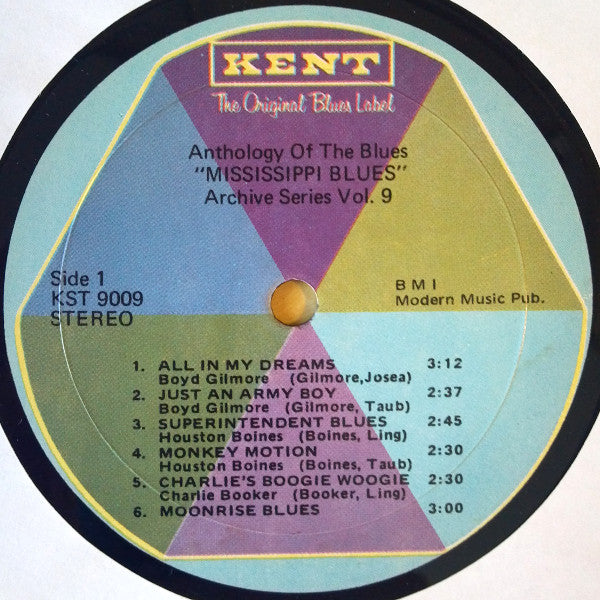 KENT
The Original Blues Label
Anthology Of The Blues
"MISSISSIPPI BLUES"
Archive Series Vol. 9
Side 1
KST 9009
STEREO
B M I
Modern Music Pub.
1. ALL IN MY DREAMS 3:12
Boyd Gilmore (Gilmore,Josea)
2. JUST AN ARMY BOY 2:37
Boyd Gilmore (Gilmore, Taub)
3. SUPERINTENDENT BLUES 2:45
Houston Boines (Boines, Ling)
4. MONKEY MOTION 2:30
Houston Boines (Boines, Taub)
5. CHARLIE'S BOOGIE WOOGIE 2:30
Charlie Booker (Booker, Ling)
6. MOONRISE BLUES 3:00